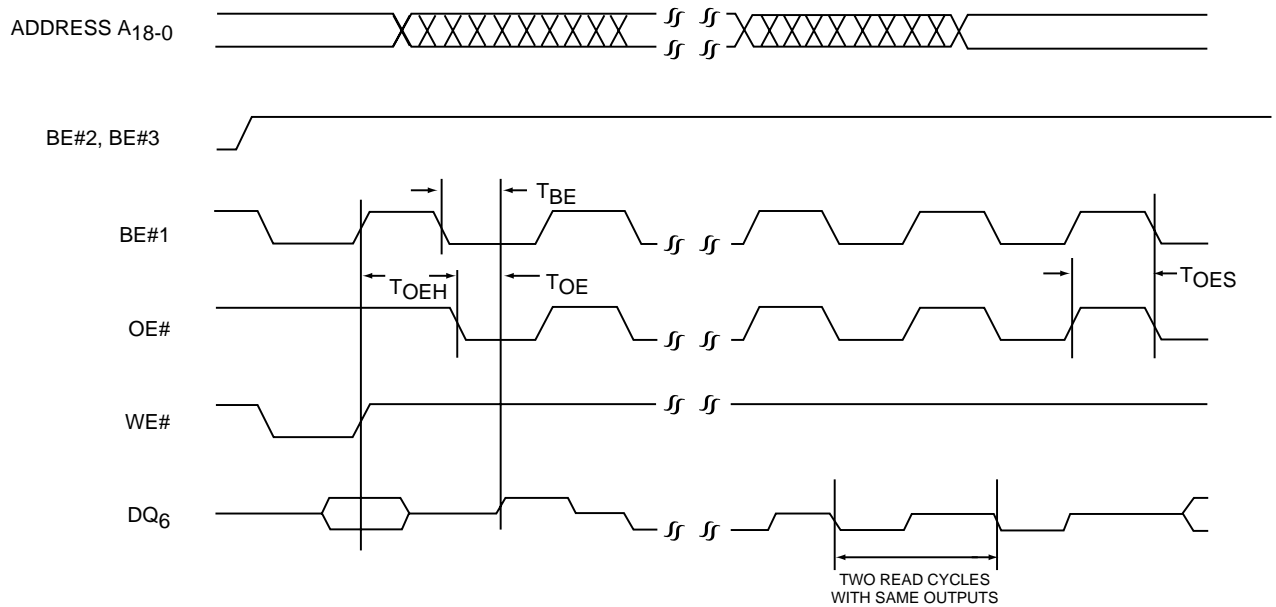 ADDRESS A18-0
BE#2, BE#3
TBE
BE#1
TOEH
TOE
TOES
OE#
WE#
DQ6
TWO READ CYCLES
WITH SAME OUTPUTS